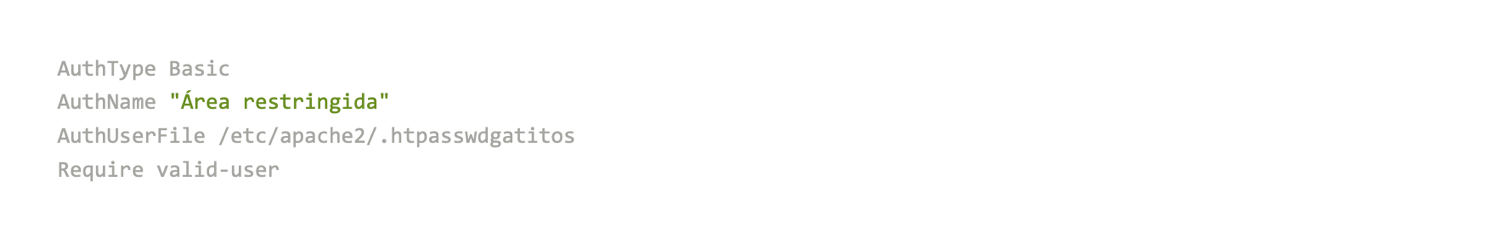 AuthType Basic
AuthName "Área restringida"
AuthUserFile /etc/apache2/.htpasswdgatitos
Require valid-user